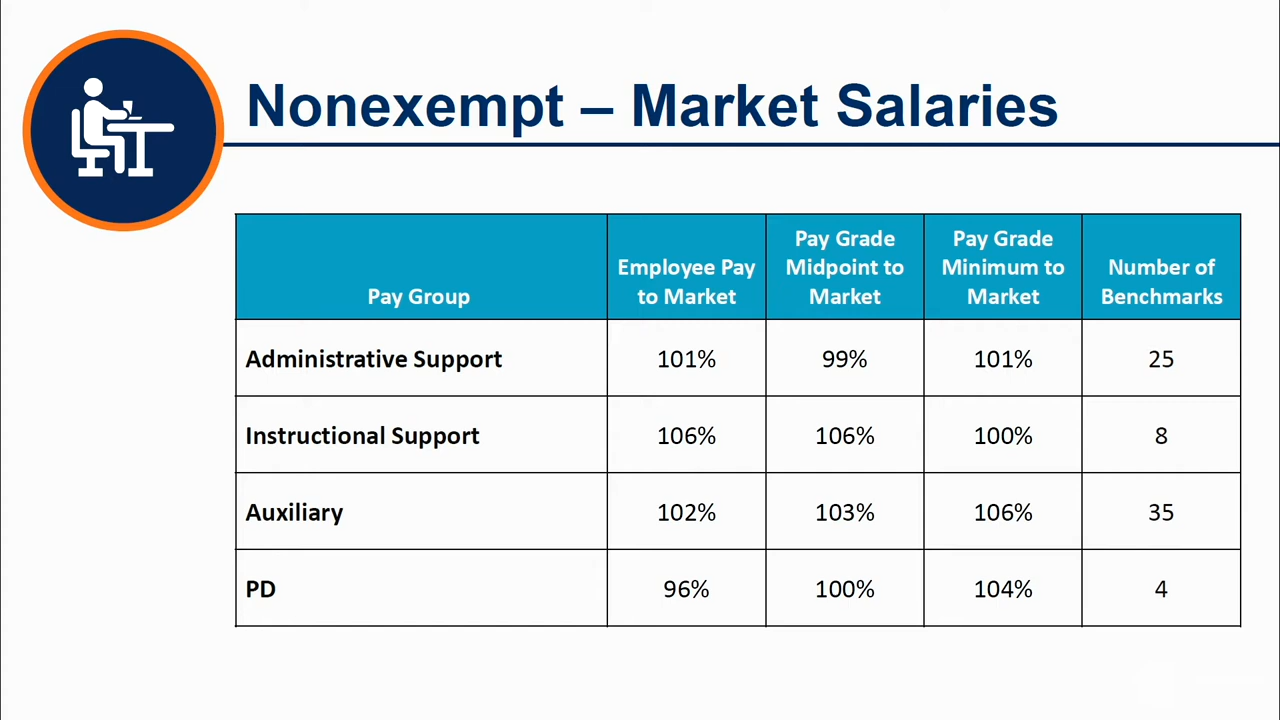 Nonexempt – Market Salaries
Pay Group
Employee Pay
to Market
Pay Grade
Midpoint to
Market
Pay Grade
Minimum to
Market
Number of
Benchmarks
Administrative Support 101% 99% 101% 25
Instructional Support 106% 106% 100% 8
Auxiliary 102% 103% 106% 35
PD 96% 100% 104% 4